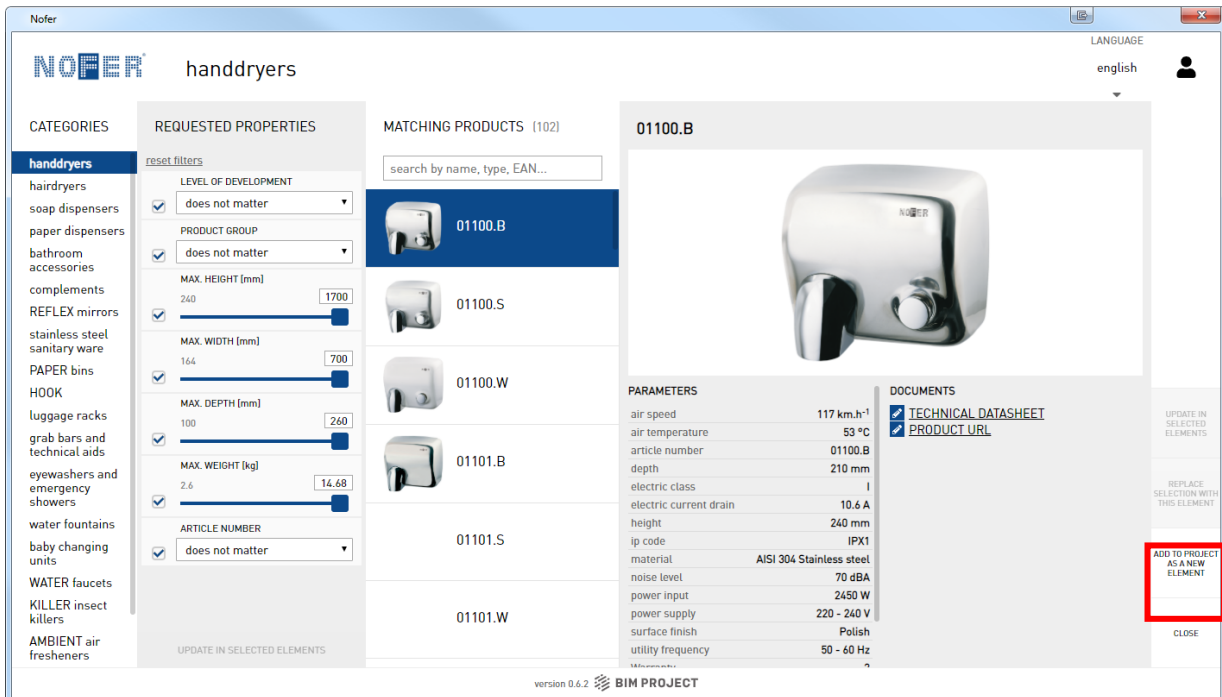 Nofer
NOFER
handdryers
LANGUAGE
english
CATEGORIES
handdryers
hairdryers
soap dispensers
paper dispensers
bathroom
accessories
complements
REFLEX mirrors
stainless steel
sanitary ware
PAPER bins
HOOK
luggage racks
grab bars and
technical aids
eyewashers and
emergency
showers
water fountains
baby changing
units
WATER faucets
KILLER insect
killers
AMBIENT air
fresheners
REQUESTED PROPERTIES
reset filters
LEVEL OF DEVELOPMENT
does not matter
PRODUCT GROUP
does not matter
MAX. HEIGHT [mm]
240 1700
MAX. WIDTH [mm]
164 700
MAX. DEPTH [mm]
100 260
MAX. WEIGHT [kg]
2.6 14.68
ARTICLE NUMBER
does not matter
UPDATE IN SELECTED ELEMENTS
MATCHING PRODUCTS (102)
search by name, type, EAN...
01100.B
01100.S
01100.W
01101.B
01101.S
01101.W
01100.B
NOFER
PARAMETERS
air speed 117 km.h-1
air temperature 53 °C
article number 01100.B
depth 210 mm
electric class I
electric current drain 10.6 A
height 240 mm
ip code IPX1
material AISI 304 Stainless steel
noise level 70 dBA
power input 2450 W
power supply 220 - 240 V
surface finish Polish
utility frequency 50 - 60 Hz
Warranty 2
DOCUMENTS
TECHNICAL DATASHEET
PRODUCT URL
UPDATE IN
SELECTED
ELEMENTS
REPLACE
SELECTION WITH
THIS ELEMENT
ADD TO PROJECT
AS A NEW
ELEMENT
CLOSE
version 0.6.2 BIM PROJECT